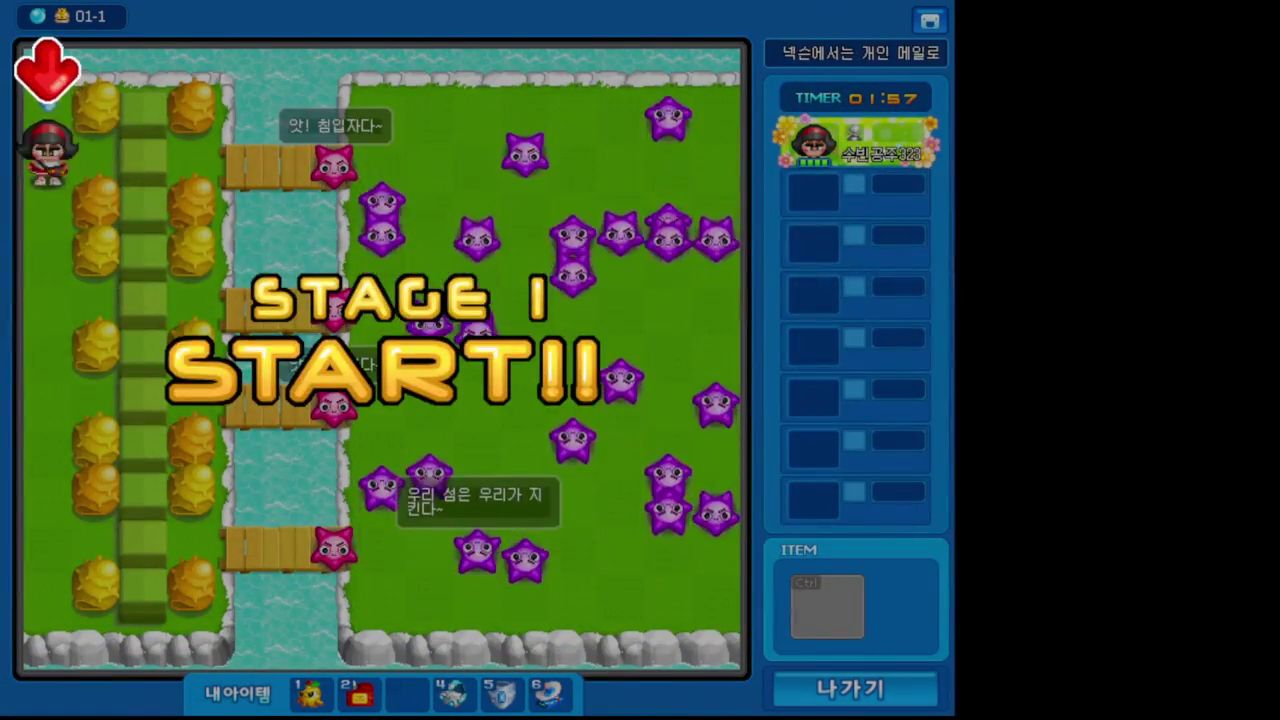 01-1
넥슨에서는 개인 메일로
TIMER 01:57
수빈공주923
앗! 침입자다~
STAGE 1
START!!
우리 섬은 우리가 지
킨다~
ITEM
Ctrl
내 아이템
1
2
4
5
6
나가기